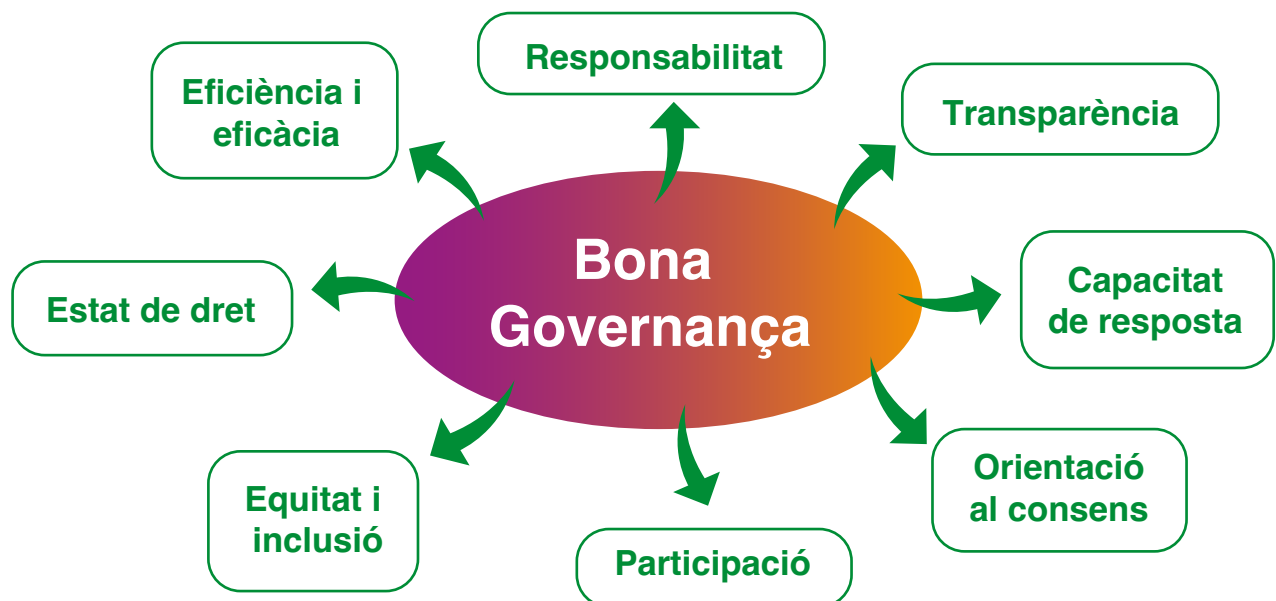 Responsabilitat
Eficiència i
eficàcia
Transparència
Bona
Governança
Estat de dret
Capacitat
de resposta
Equitat i
inclusió
Orientació
al consens
Participació